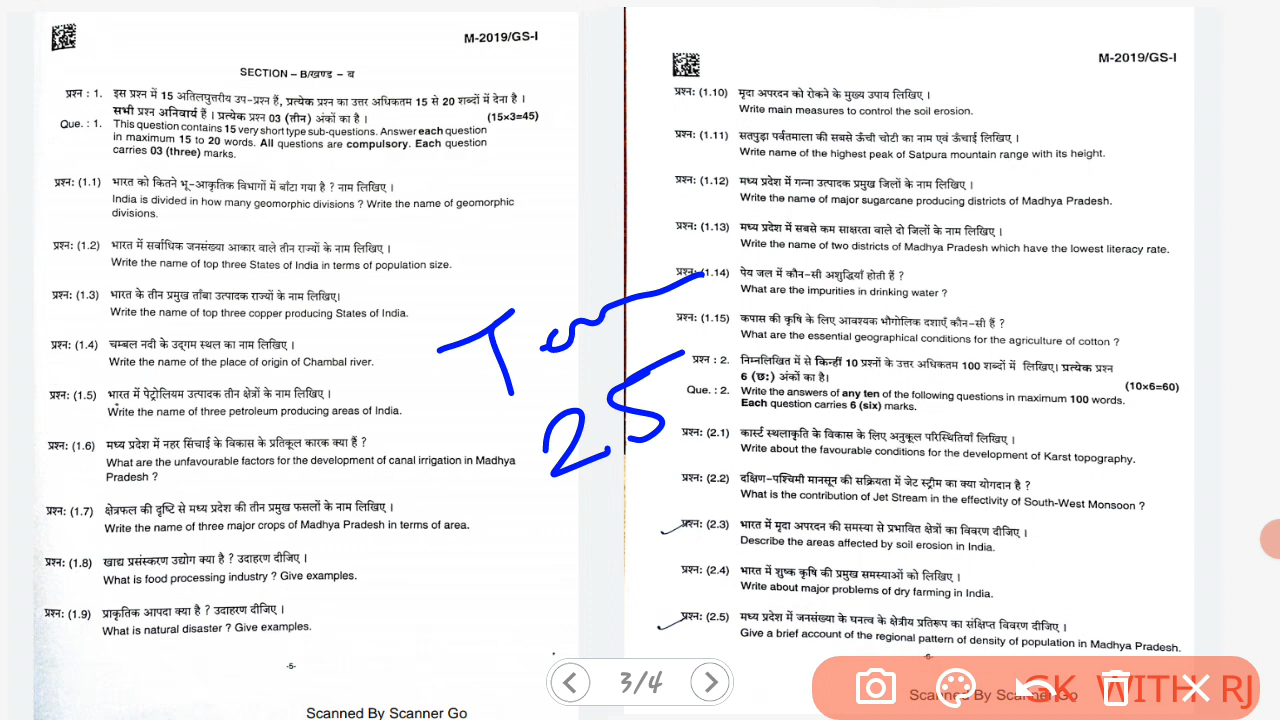 M-2019/GS-I
SECTION – B/खण्ड – ब
प्रश्न : 1. इस प्रश्न में 15 अतिलघुत्तरीय उप-प्रश्न हैं, प्रत्येक प्रश्न का उत्तर अधिकतम 15 से 20 शब्दों में देना है ।
सभी प्रश्न अनिवार्य हैं । प्रत्येक प्रश्न 03 (तीन) अंकों का है ।
(15×3=45)
Que. : 1. This question contains 15 very short type sub-questions. Answer each question
in maximum 15 to 20 words. All questions are compulsory. Each question
carries 03 (three) marks.
प्रश्न: (1.1) भारत को कितने भू-आकृतिक विभागों में बाँटा गया है ? नाम लिखिए ।
India is divided in how many geomorphic divisions ? Write the name of geomorphic
divisions.
प्रश्न: (1.2) भारत में सर्वाधिक जनसंख्या आकार वाले तीन राज्यों के नाम लिखिए ।
Write the name of top three States of India in terms of population size.
प्रश्न: (1.3) भारत के तीन प्रमुख ताँबा उत्पादक राज्यों के नाम लिखिए।
Write the name of top three copper producing States of India.
प्रश्न: (1.4) चम्बल नदी के उद्‌गम स्थल का नाम लिखिए ।
Write the name of the place of origin of Chambal river.
प्रश्न: (1.5) भारत में पेट्रोलियम उत्पादक तीन क्षेत्रों के नाम लिखिए ।
Write the name of three petroleum producing areas of India.
प्रश्न: (1.6) मध्य प्रदेश में नहर सिंचाई के विकास के प्रतिकूल कारक क्या हैं ?
What are the unfavourable factors for the development of canal irrigation in Madhya
Pradesh ?
प्रश्न: (1.7) क्षेत्रफल की दृष्टि से मध्य प्रदेश की तीन प्रमुख फसलों के नाम लिखिए ।
Write the name of three major crops of Madhya Pradesh in terms of area.
प्रश्न: (1.8) खाद्य प्रसंस्करण उद्योग क्या है ? उदाहरण दीजिए ।
What is food processing industry ? Give examples.
प्रश्न: (1.9) प्राकृतिक आपदा क्या है ? उदाहरण दीजिए ।
What is natural disaster ? Give examples.
-5-
Scanned By Scanner Go
M-2019/GS-I
प्रश्न: (1.10) मृदा अपरदन को रोकने के मुख्य उपाय लिखिए ।
Write main measures to control the soil erosion.
प्रश्न: (1.11) सतपुड़ा पर्वतमाला की सबसे ऊँची चोटी का नाम एवं ऊँचाई लिखिए ।
Write name of the highest peak of Satpura mountain range with its height.
प्रश्न: (1.12) मध्य प्रदेश में गन्ना उत्पादक प्रमुख जिलों के नाम लिखिए ।
Write the name of major sugarcane producing districts of Madhya Pradesh.
प्रश्न: (1.13) मध्य प्रदेश में सबसे कम साक्षरता वाले दो जिलों के नाम लिखिए ।
Write the name of two districts of Madhya Pradesh which have the lowest literacy rate.
प्रश्न: (1.14) पेय जल में कौन-सी अशुद्धियाँ होती हैं ?
What are the impurities in drinking water ?
प्रश्न: (1.15) कपास की कृषि के लिए आवश्यक भौगोलिक दशाएँ कौन-सी हैं ?
What are the essential geographical conditions for the agriculture of cotton ?
प्रश्न : 2. निम्नलिखित में से किन्हीं 10 प्रश्नों के उत्तर अधिकतम 100 शब्दों में लिखिए। प्रत्येक प्रश्न
6 (छः) अंकों का है।
(10×6=60)
Que. : 2. Write the answers of any ten of the following questions in maximum 100 words.
Each question carries 6 (six) marks.
प्रश्न: (2.1) कार्स्ट स्थलाकृति के विकास के लिए अनुकूल परिस्थितियाँ लिखिए ।
Write about the favourable conditions for the development of Karst topography.
प्रश्न: (2.2) दक्षिण-पश्चिमी मानसून की सक्रियता में जेट स्ट्रीम का क्या योगदान है ?
What is the contribution of Jet Stream in the effectivity of South-West Monsoon ?
प्रश्न: (2.3) भारत में मृदा अपरदन की समस्या से प्रभावित क्षेत्रों का विवरण दीजिए ।
Describe the areas affected by soil erosion in India.
प्रश्न: (2.4) भारत में शुष्क कृषि की प्रमुख समस्याओं को लिखिए ।
Write about major problems of dry farming in India.
प्रश्न: (2.5) मध्य प्रदेश में जनसंख्या के घनत्व के क्षेत्रीय प्रतिरूप का संक्षिप्त विवरण दीजिए ।
Give a brief account of the regional pattern of density of population in Madhya Pradesh.
-6-
Scanned By Scanner Go
25
3/4
GK WITH RJ